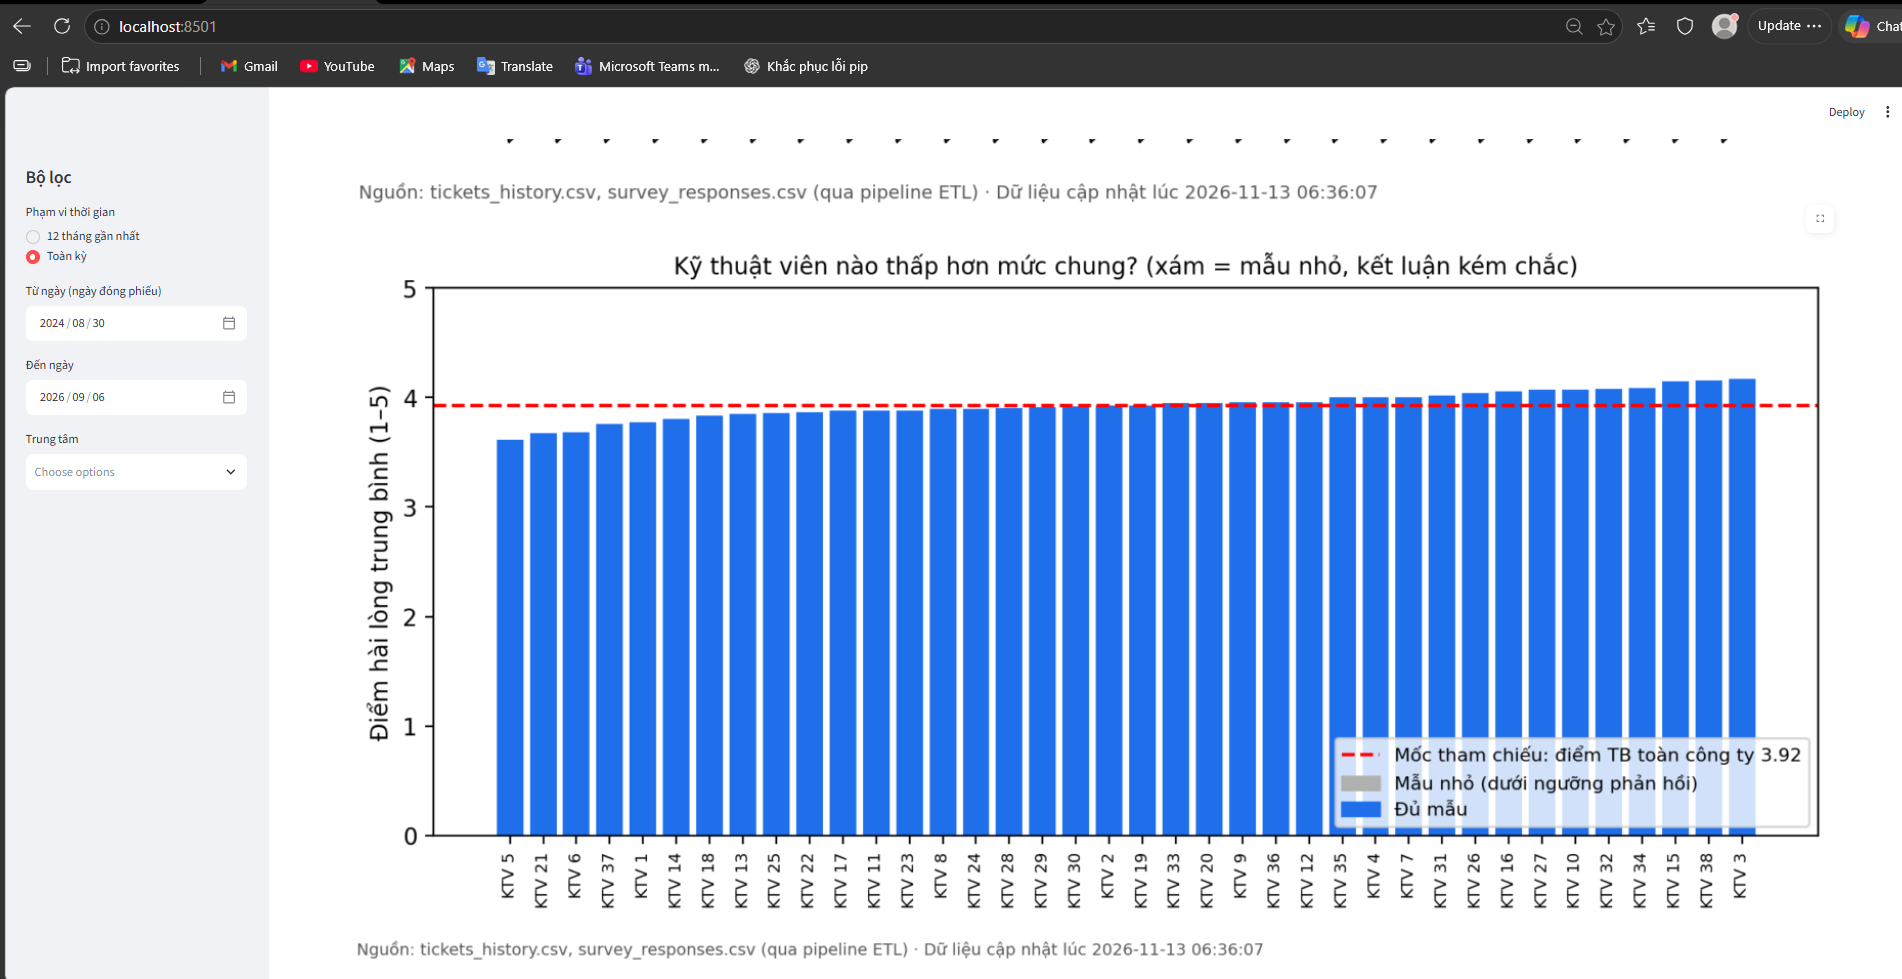 localhost:8501
Update
Chat
Import favorites
Gmail
YouTube
Maps
Translate
Microsoft Teams m...
Khắc phục lỗi pip
Deploy
Bộ lọc
Phạm vi thời gian
12 tháng gần nhất
Toàn kỳ
Từ ngày (ngày đóng phiếu)
2024/08/30
Đến ngày
2026/09/06
Trung tâm
Choose options
Nguồn: tickets_history.csv, survey_responses.csv (qua pipeline ETL) · Dữ liệu cập nhật lúc 2026-11-13 06:36:07
Kỹ thuật viên nào thấp hơn mức chung? (xám = mẫu nhỏ, kết luận kém chắc)
Điểm hài lòng trung bình (1–5)
5
4
3
2
1
0
Mốc tham chiếu: điểm TB toàn công ty 3.92
Mẫu nhỏ (dưới ngưỡng phản hồi)
Đủ mẫu
KTV 5
KTV 21
KTV 6
KTV 37
KTV 1
KTV 14
KTV 18
KTV 13
KTV 25
KTV 22
KTV 17
KTV 11
KTV 23
KTV 8
KTV 24
KTV 28
KTV 29
KTV 30
KTV 2
KTV 19
KTV 33
KTV 20
KTV 9
KTV 36
KTV 12
KTV 35
KTV 4
KTV 7
KTV 31
KTV 26
KTV 16
KTV 27
KTV 10
KTV 32
KTV 34
KTV 15
KTV 38
KTV 3
Nguồn: tickets_history.csv, survey_responses.csv (qua pipeline ETL) · Dữ liệu cập nhật lúc 2026-11-13 06:36:07